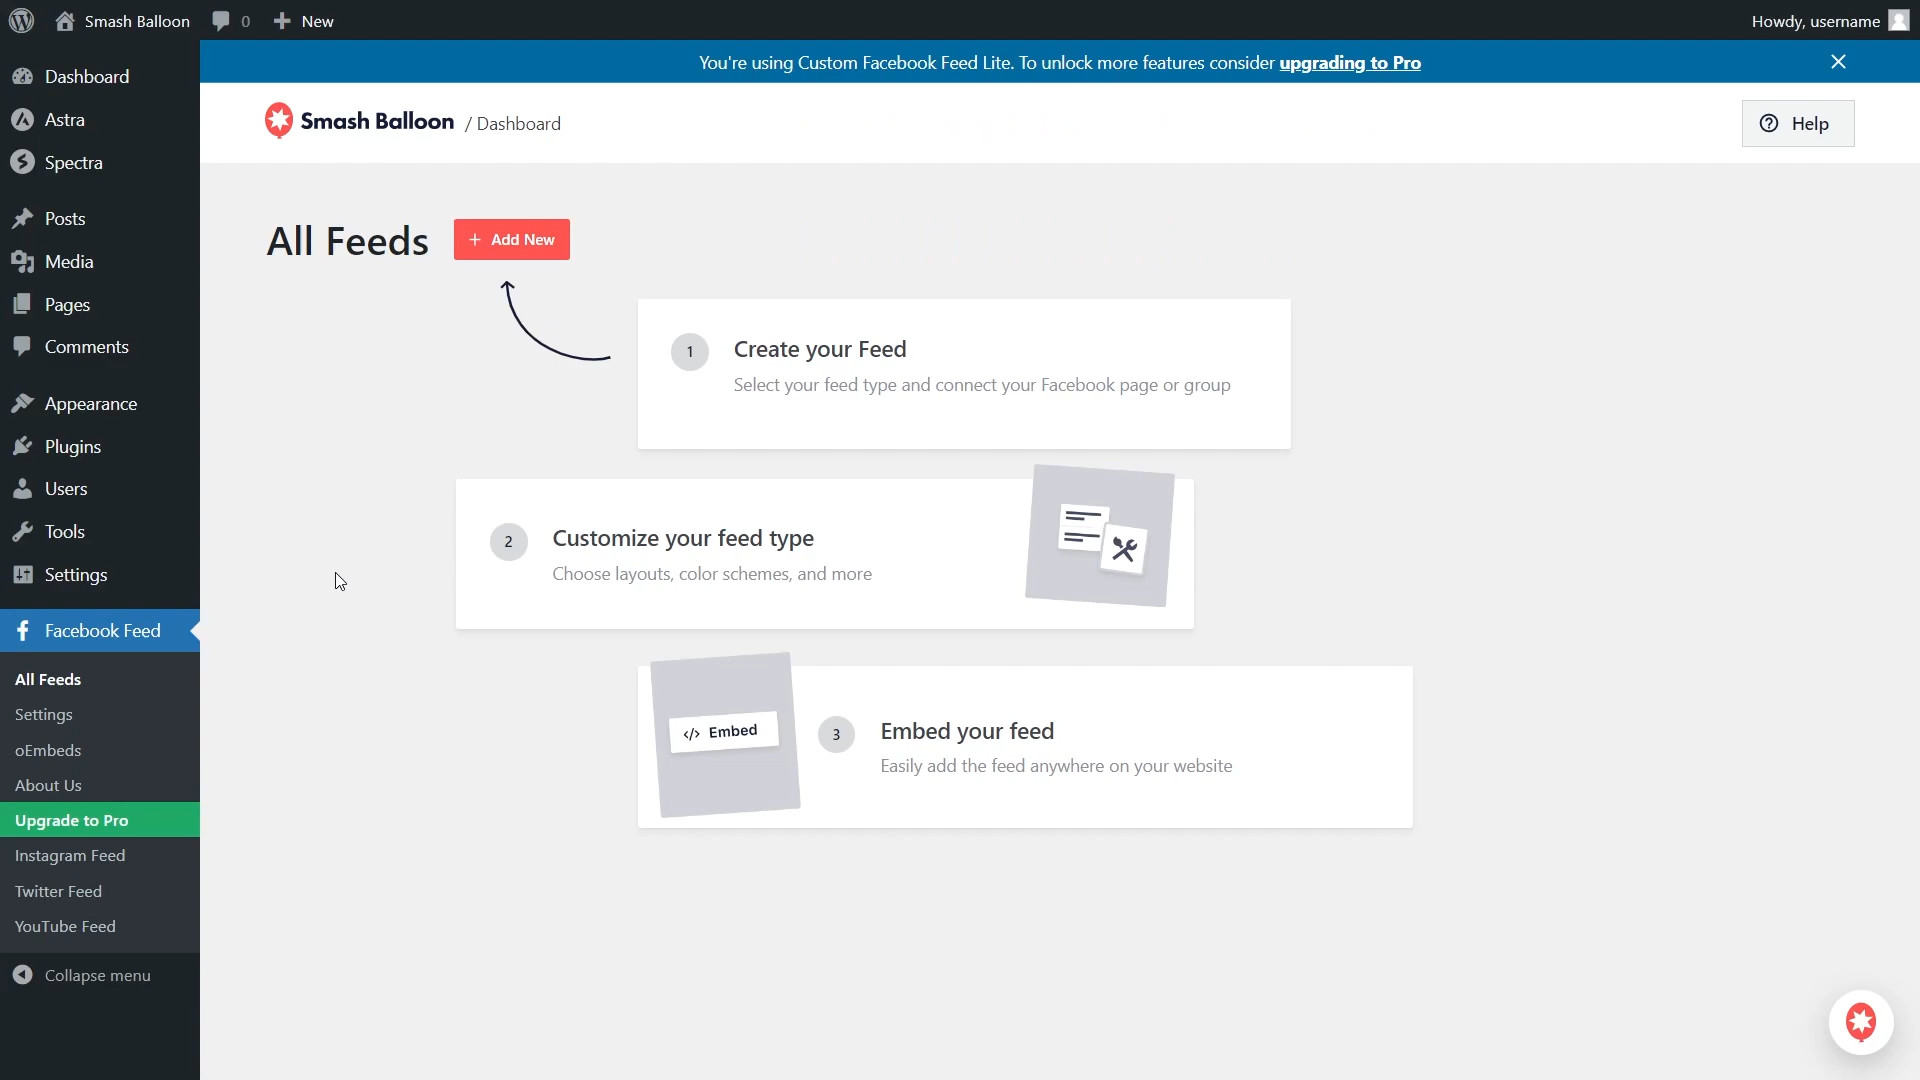 Smash Balloon
0
New
Howdy, username
Dashboard
Astra
Spectra
Posts
Media
Pages
Comments
Appearance
Plugins
Users
Tools
Settings
Facebook Feed
All Feeds
Settings
oEmbeds
About Us
Upgrade to Pro
Instagram Feed
Twitter Feed
YouTube Feed
Collapse menu
You're using Custom Facebook Feed Lite. To unlock more features consider upgrading to Pro
Smash Balloon / Dashboard
Help
All Feeds
+ Add New
1
Create your Feed
Select your feed type and connect your Facebook page or group
2
Customize your feed type
Choose layouts, color schemes, and more
</> Embed
3
Embed your feed
Easily add the feed anywhere on your website